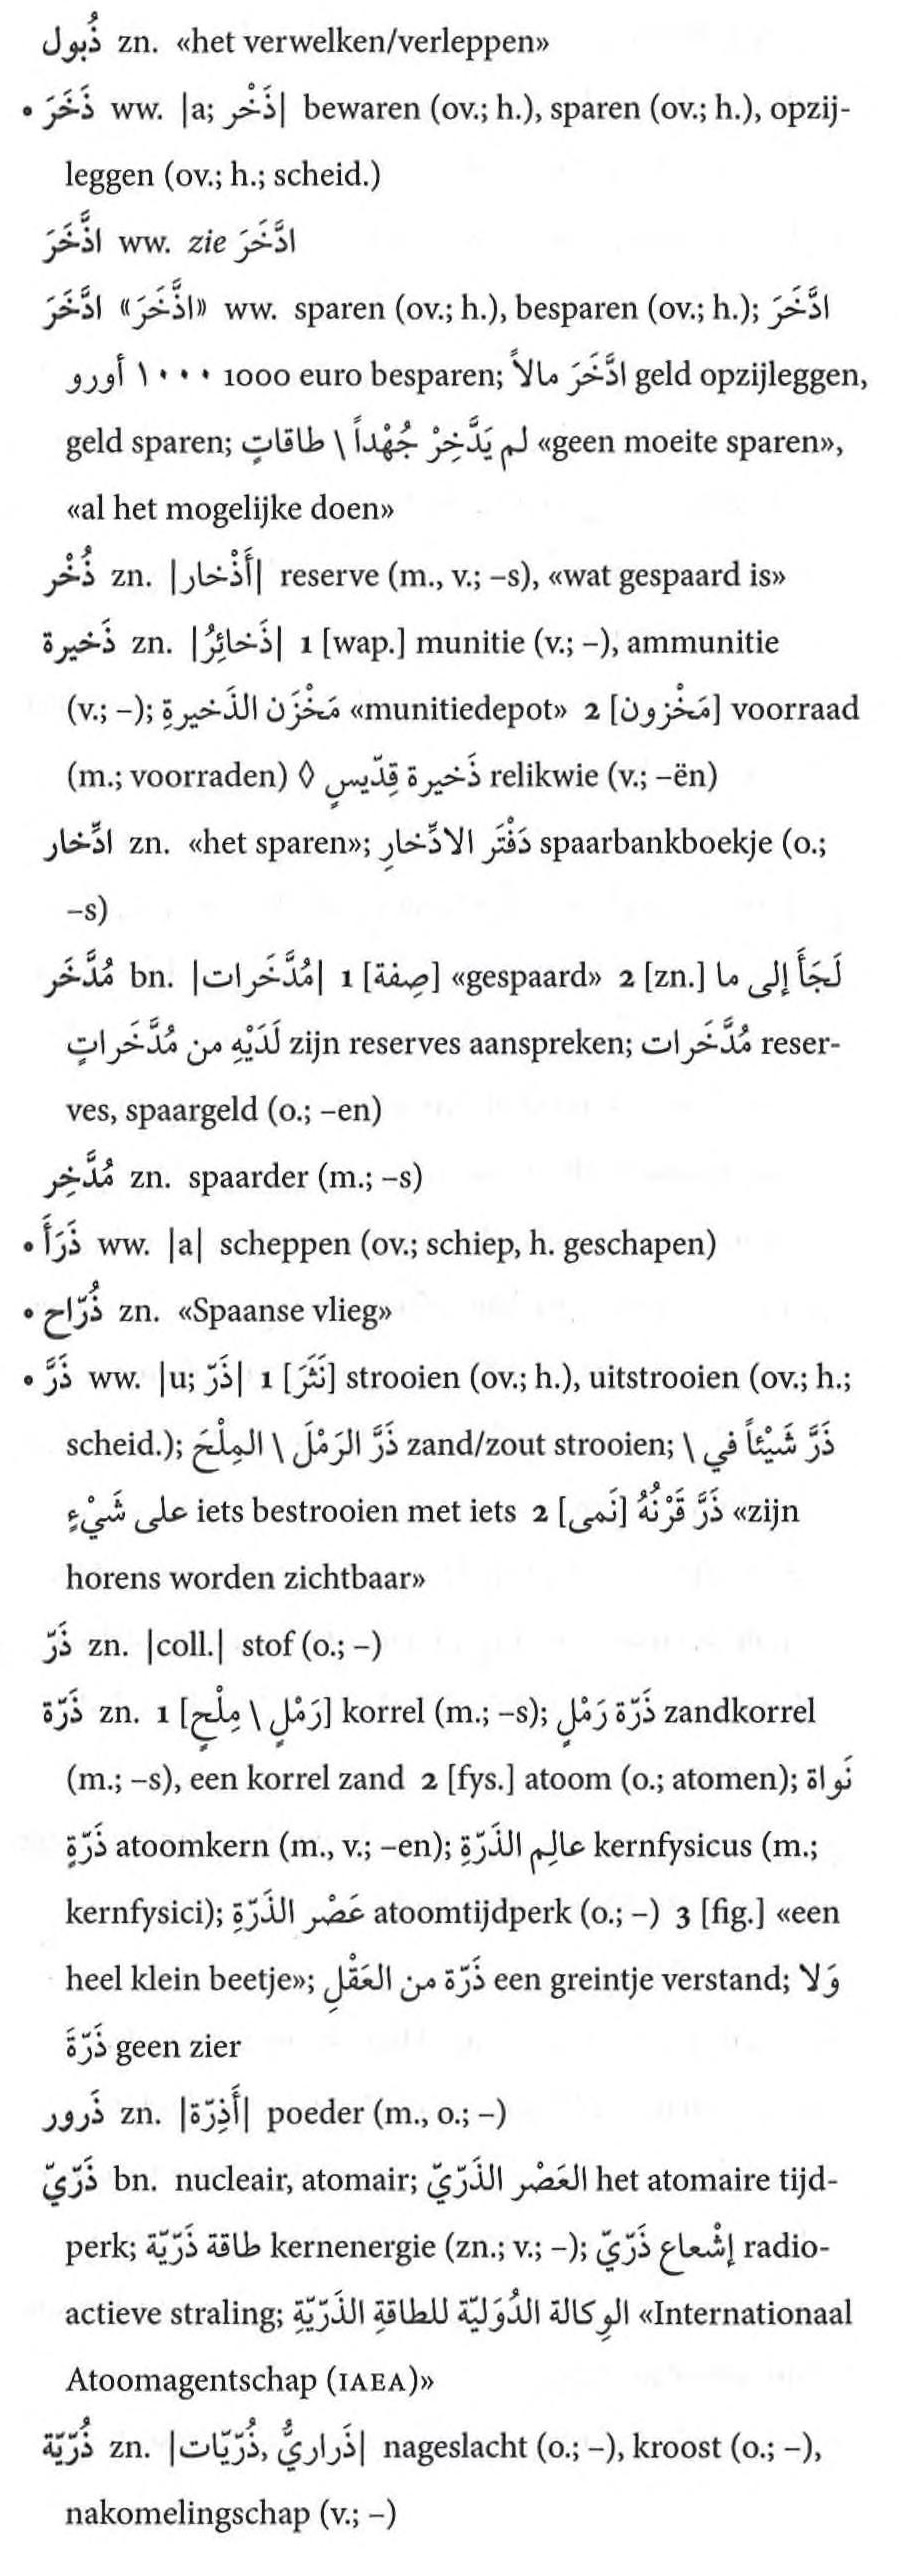 ذُبول zn. «het verwelken/verleppen»
• ذَخَرَ ww. |a; ذَخْر| bewaren (ov.; h.), sparen (ov.; h.), opzij-
leggen (ov.; h.; scheid.)
اذَّخَرَ ww. zie ادَّخَرَ
ادَّخَرَ «اذَّخَرَ» ww. sparen (ov.; h.), besparen (ov.; h.); ادَّخَرَ
١٠٠٠ أورو 1000 euro besparen; ادَّخَرَ مالاً geld opzijleggen,
geld sparen; لم يَدَّخِرْ جُهْداً \ طاقاتٍ «geen moeite sparen»,
«al het mogelijke doen»
ذُخْر zn. |أَذْخار| reserve (m., v.; –s), «wat gespaard is»
ذَخيرة zn. |ذَخائِرُ| 1 [wap.] munitie (v.; –), ammunitie
(v.; –); مَخْزَن الذَخيرةِ «munitiedepot» 2 [مَخْزون] voorraad
(m.; voorraden) ◊ ذَخيرة قِدّيسٍ relikwie (v.; –ën)
ادِّخار zn. «het sparen»; دَفْتَر الادِّخارِ spaarbankboekje (o.;
–s)
مُدَّخَر bn. |مُدَّخَرات| 1 [صِفة] «gespaard» 2 [zn.] لَجَأَ إلى ما
لَدَيْهِ من مُدَّخَراتٍ zijn reserves aanspreken; مُدَّخَرات reser-
ves, spaargeld (o.; –en)
مُدَّخِر zn. spaarder (m.; –s)
• ذَرَأَ ww. |a| scheppen (ov.; schiep, h. geschapen)
• ذُرّاح zn. «Spaanse vlieg»
• ذَرَّ ww. |u; ذَرّ| 1 [نَثَرَ] strooien (ov.; h.), uitstrooien (ov.; h.;
scheid.); ذَرَّ الرَمْلَ \ المِلْحَ zand/zout strooien; ذَرَّ شَيْئاً في \
على شَيْءٍ iets bestrooien met iets 2 [نَمى] ذَرَّ قَرْنُهُ «zijn
horens worden zichtbaar»
ذَرّ zn. |coll.| stof (o.; –)
ذَرّة zn. 1 [رَمْلٍ \ مِلْحٍ] korrel (m.; –s); ذَرّة رَمْلٍ zandkorrel
(m.; –s), een korrel zand 2 [fys.] atoom (o.; atomen); نَواة
ذَرّةٍ atoomkern (m., v.; –en); عالِم الذَرّةِ kernfysicus (m.;
kernfysici); عَصْر الذَرّةِ atoomtijdperk (o.; –) 3 [fig.] «een
heel klein beetje»; ذَرّة من العَقْلِ een greintje verstand; وَلا
ذَرّةَ geen zier
ذَرور zn. |أَذِرّة| poeder (m., o.; –)
ذَرّيّ bn. nucleair, atomair; العَصْر الذَرّيّ het atomaire tijd-
perk; طاقة ذَرّيّة kernenergie (zn.; v.; –); إشْعاع ذَرّيّ radio-
actieve straling; الوِكالة الدُوَليّة للطاقةِ الذَرّيّةِ «Internationaal
Atoomagentschap (IAEA)»
ذُرّيّة zn. |ذَراريُّ, ذُرّيّات| nageslacht (o.; –), kroost (o.; –),
nakomelingschap (v.; –)